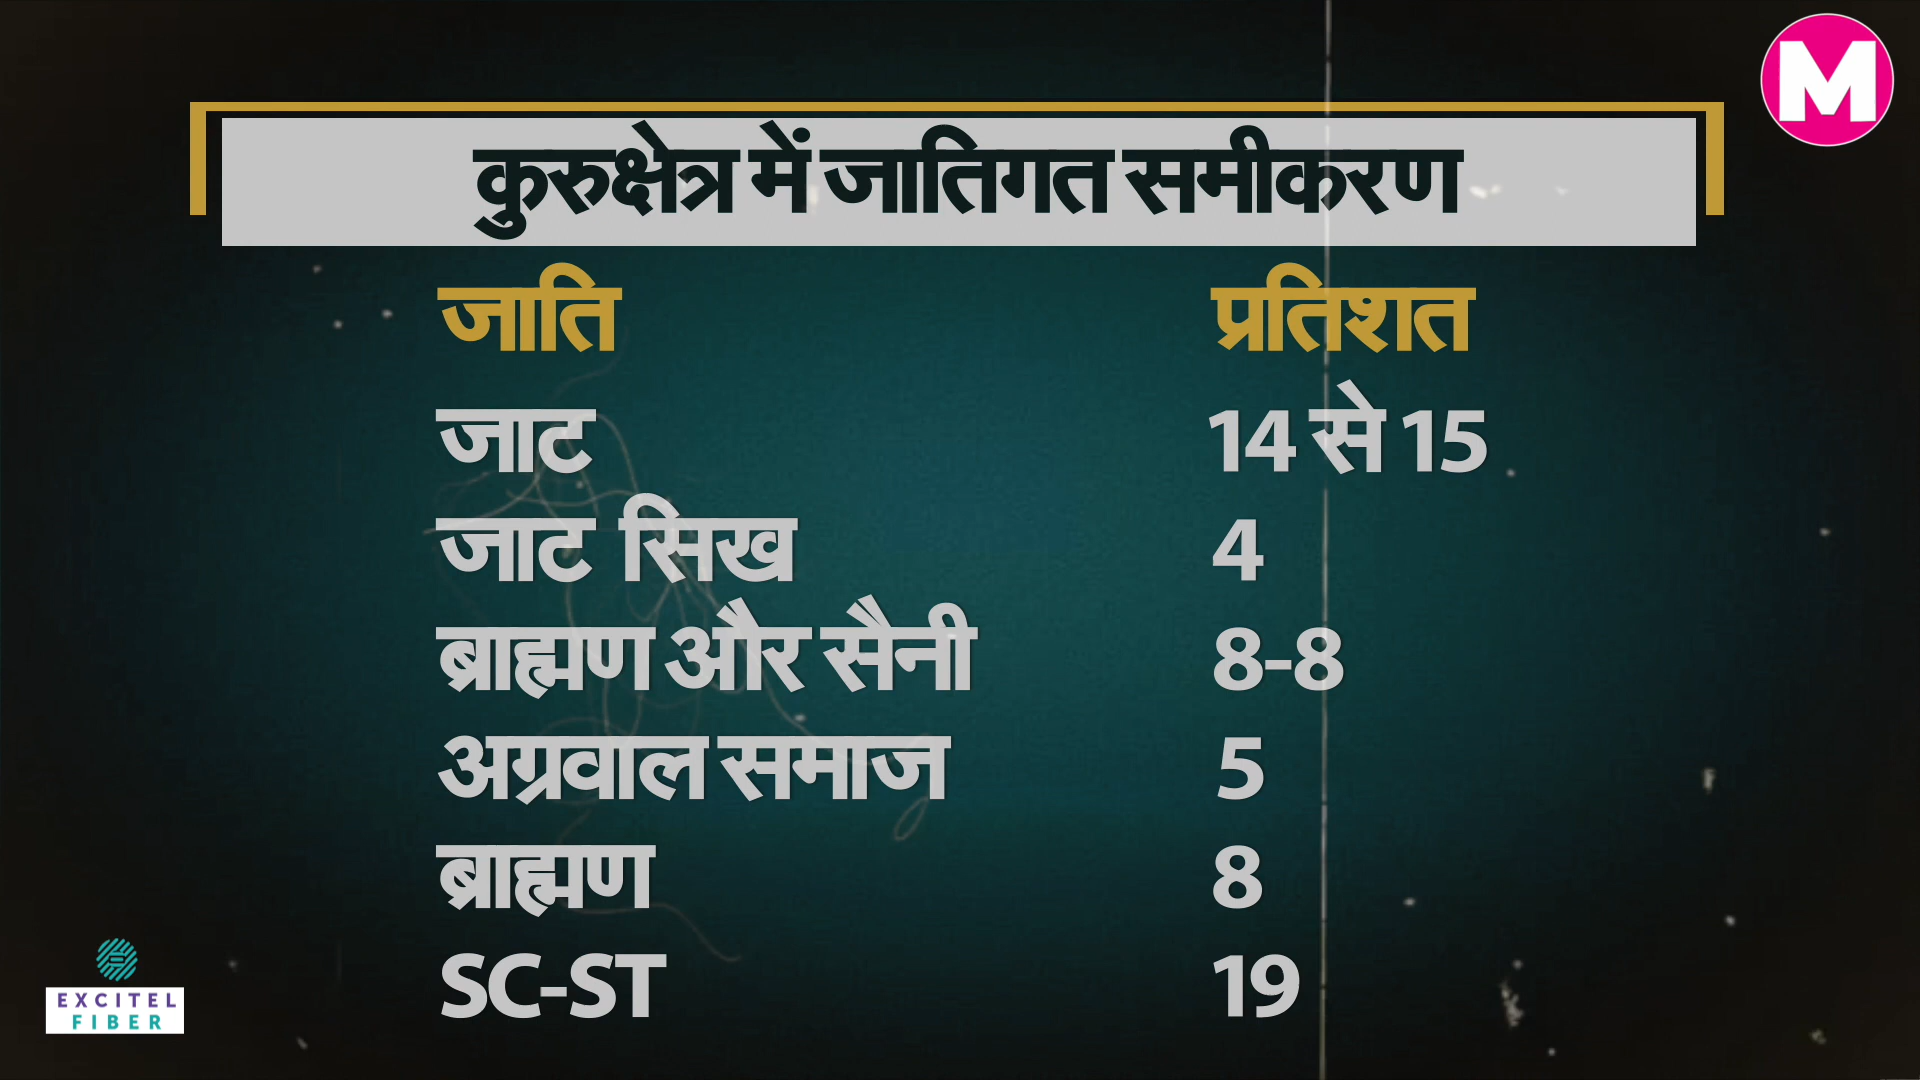 M
कुरुक्षेत्र में जातिगत समीकरण
जाति प्रतिशत
जाट 14 से 15
जाट सिख 4
ब्राह्मण और सैनी 8-8
अग्रवाल समाज 5
ब्राह्मण 8
SC-ST 19
EXCITEL
FIBER